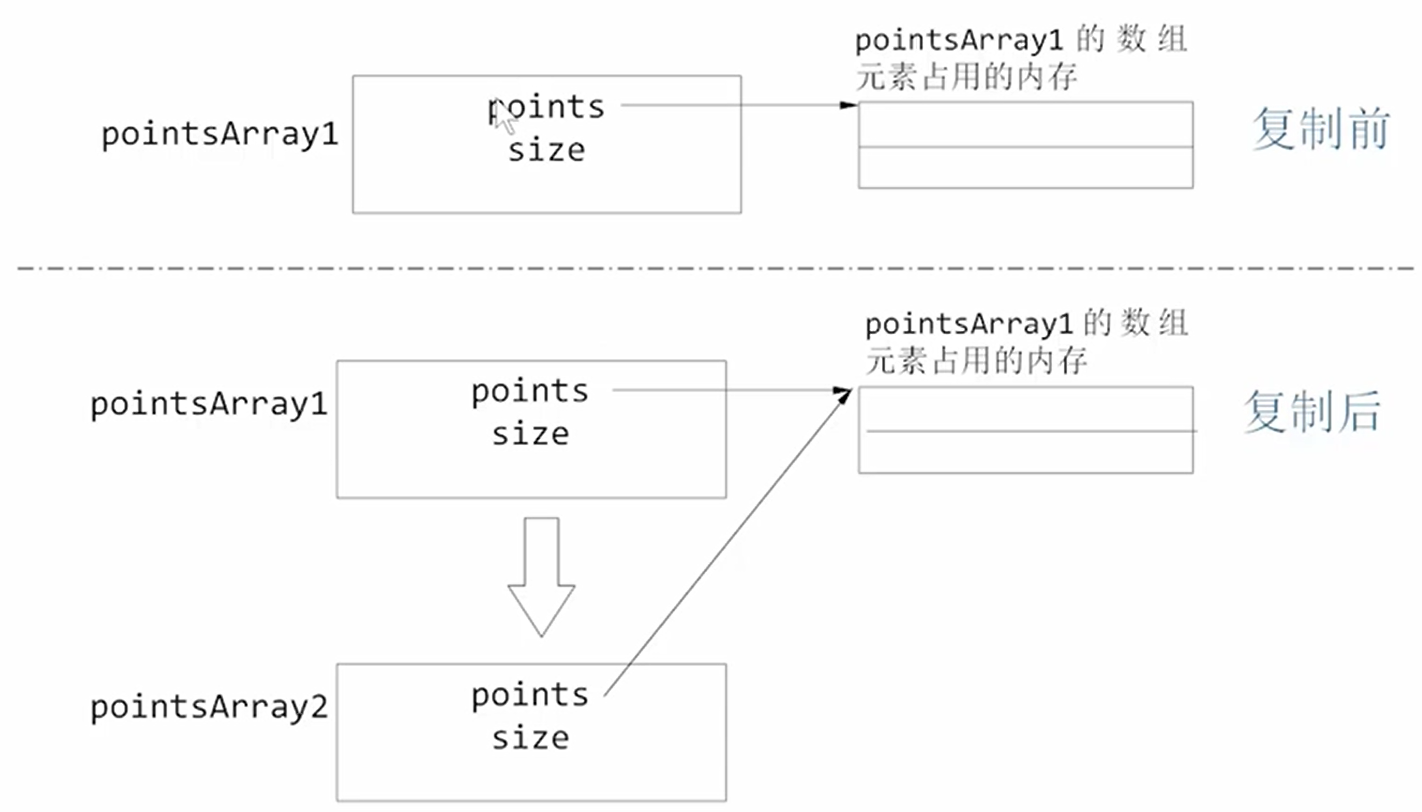 pointsArray1 的数组
元素占用的内存
points
pointsArray1
size
复制前
pointsArray1 的数组
元素占用的内存
points
pointsArray1
size
复制后
points
pointsArray2
size